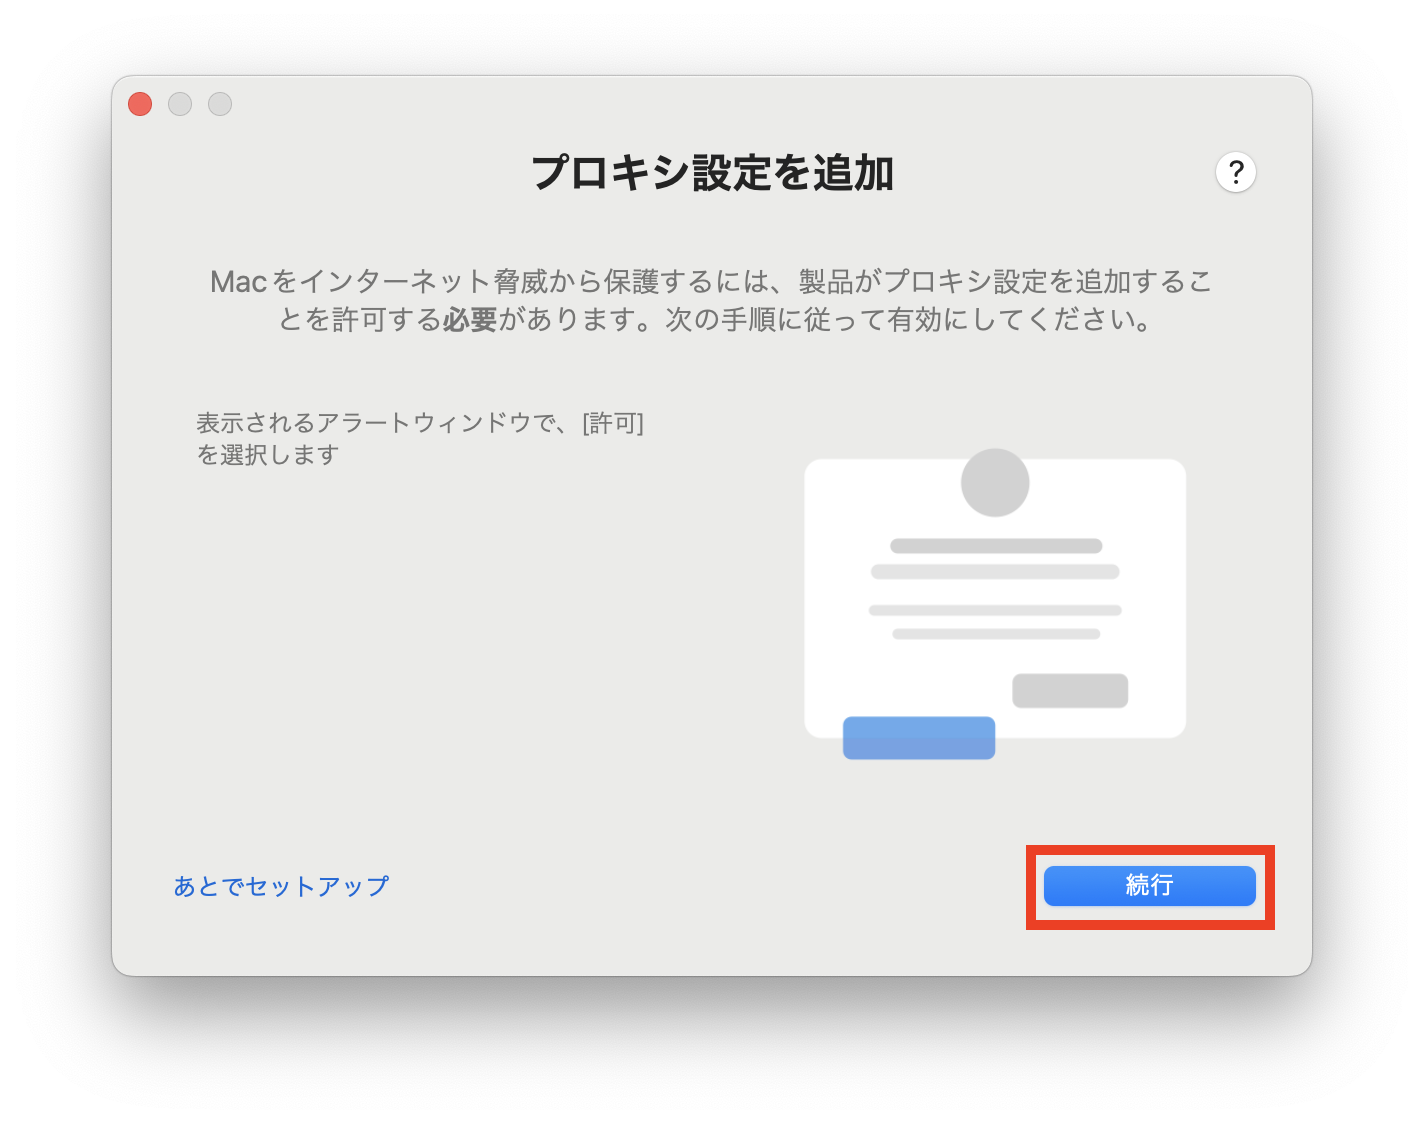 プロキシ設定を追加
?
Macをインターネット脅威から保護するには、製品がプロキシ設定を追加するこ
とを許可する必要があります。次の手順に従って有効にしてください。
表示されるアラートウィンドウで、[許可]
を選択します
あとでセットアップ
続行